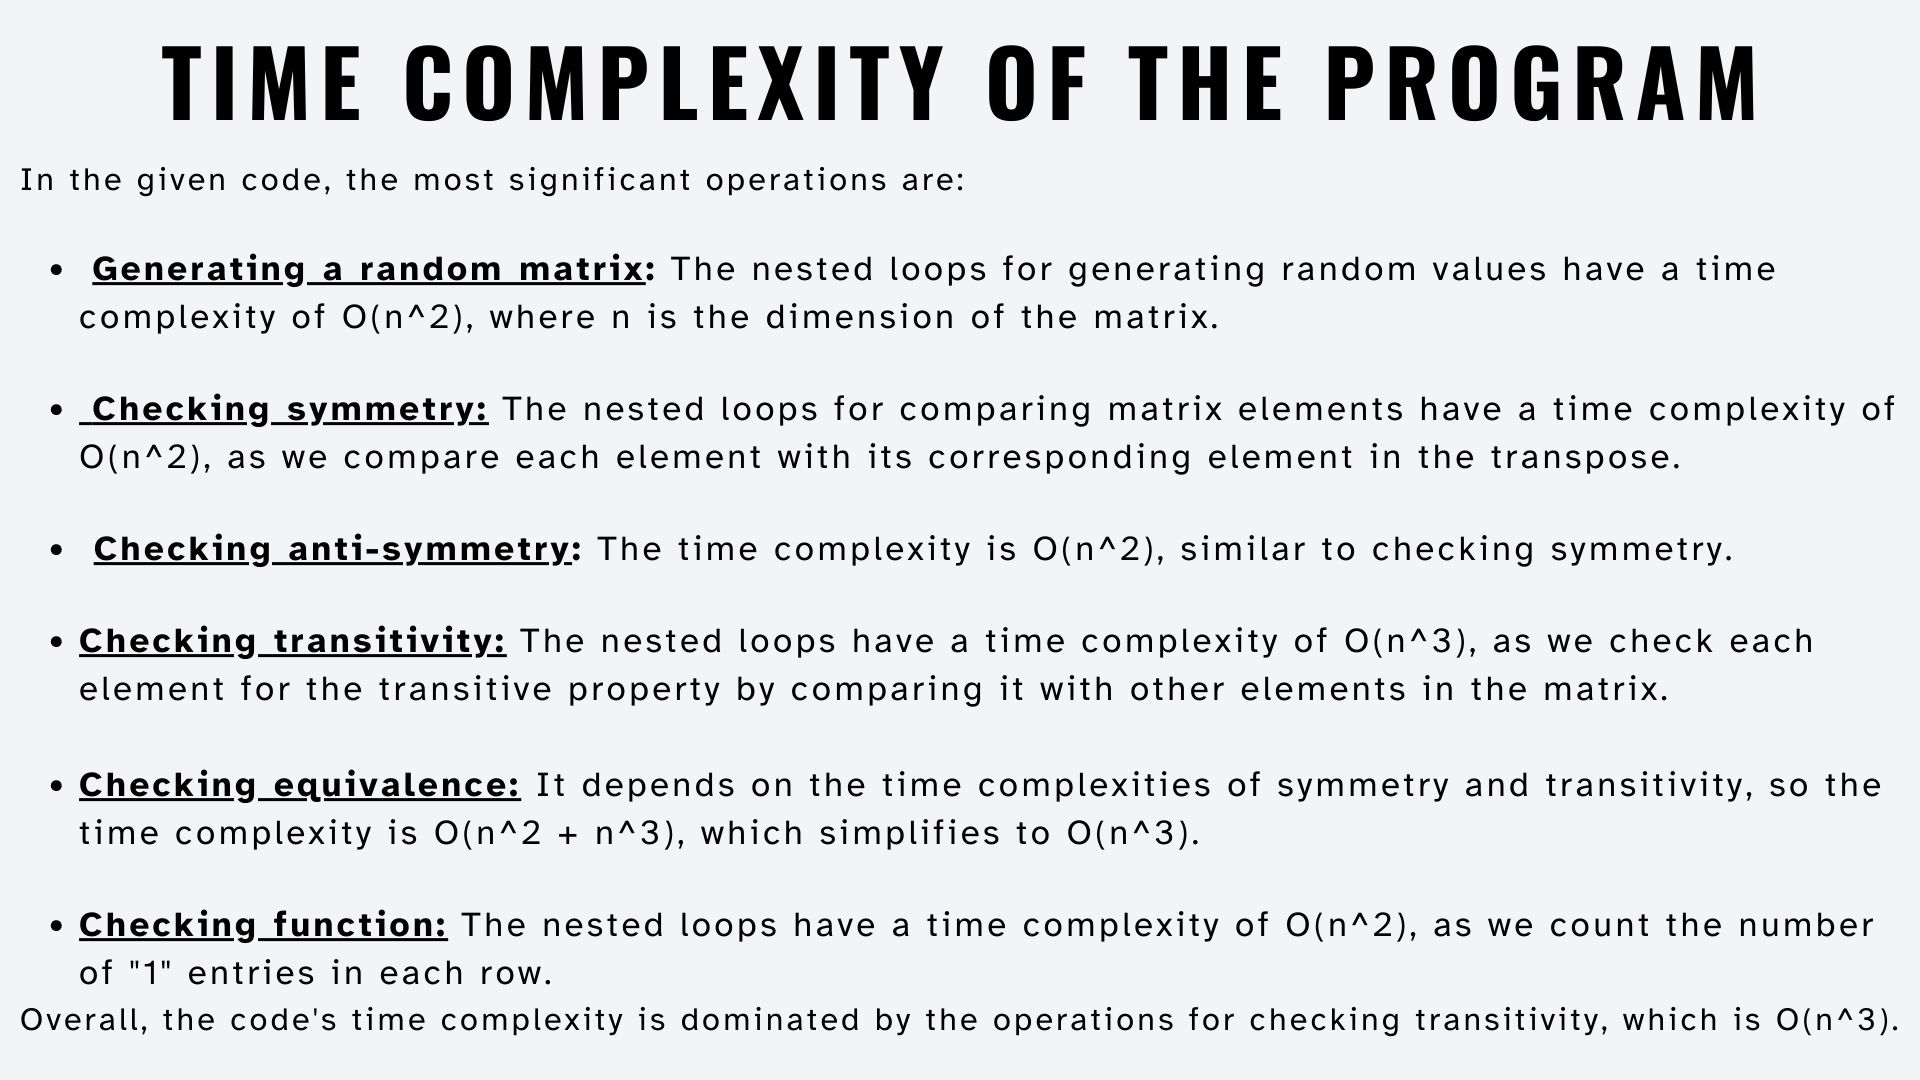 TIME COMPLEXITY OF THE PROGRAM
In the given code, the most significant operations are:
• Generating a random matrix: The nested loops for generating random values have a time
complexity of O(n^2), where n is the dimension of the matrix.
• Checking symmetry: The nested loops for comparing matrix elements have a time complexity of
O(n^2), as we compare each element with its corresponding element in the transpose.
• Checking anti-symmetry: The time complexity is O(n^2), similar to checking symmetry.
• Checking transitivity: The nested loops have a time complexity of O(n^3), as we check each
element for the transitive property by comparing it with other elements in the matrix.
• Checking equivalence: It depends on the time complexities of symmetry and transitivity, so the
time complexity is O(n^2 + n^3), which simplifies to O(n^3).
• Checking function: The nested loops have a time complexity of O(n^2), as we count the number
of "1" entries in each row.
Overall, the code's time complexity is dominated by the operations for checking transitivity, which is O(n^3).